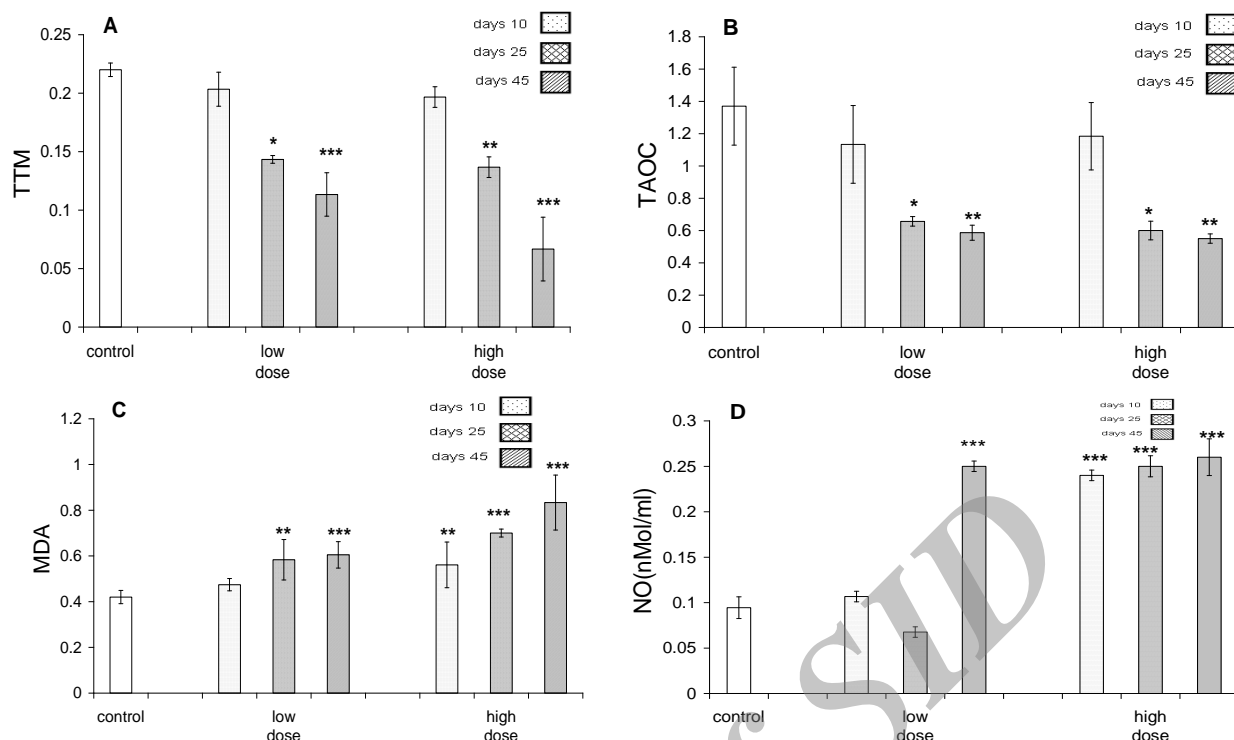 A
days 10
days 25
days 45
0.25
0.2
0.15
0.1
0.05
0
TTM
*
***
**
***
control
low
dose
high
dose
B
days 10
days 25
days 45
1.8
1.6
1.4
1.2
1
0.8
0.6
0.4
0.2
0
TAOC
*
**
*
**
control
low
dose
high
dose
C
days 10
days 25
days 45
1.2
1
0.8
0.6
0.4
0.2
0
MDA
**
***
**
***
***
control
low
dose
high
dose
D
days 10
days 25
days 45
0.3
0.25
0.2
0.15
0.1
0.05
0
NO(nMol/ml)
***
***
***
***
control
low
dose
high
dose
SID